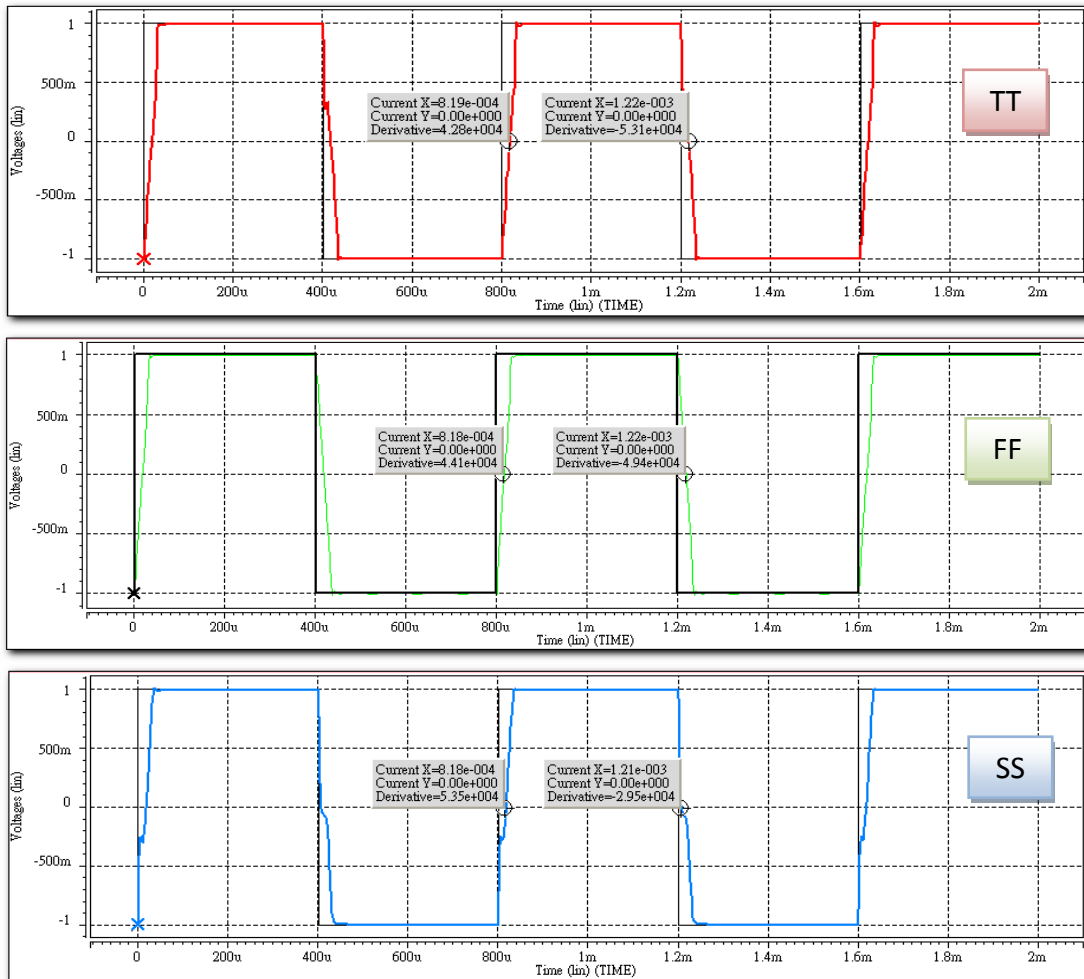 1
500m
0
-500m
-1
Voltages (lin)
Current X=8.19e-004
Current Y=0.00e+000
Derivative=4.28e+004
Current X=1.22e-003
Current Y=0.00e+000
Derivative=-5.31e+004
TT
0 200u 400u 600u 800u 1m 1.2m 1.4m 1.6m 2m
Time (lin) (TIME)
1
500m
0
-500m
-1
Voltages (lin)
Current X=8.18e-004
Current Y=0.00e+000
Derivative=4.41e+004
Current X=1.22e-003
Current Y=0.00e+000
Derivative=-4.94e+004
FF
0 200u 400u 600u 800u 1m 1.2m 1.4m 1.6m 2m
Time (lin) (TIME)
1
500m
0
-500m
-1
Voltages (lin)
Current X=8.18e-004
Current Y=0.00e+000
Derivative=5.35e+004
Current X=1.21e-003
Current Y=0.00e+000
Derivative=-2.95e+004
SS
0 200u 400u 600u 800u 1m 1.2m 1.4m 1.6m 2m
Time (lin) (TIME)